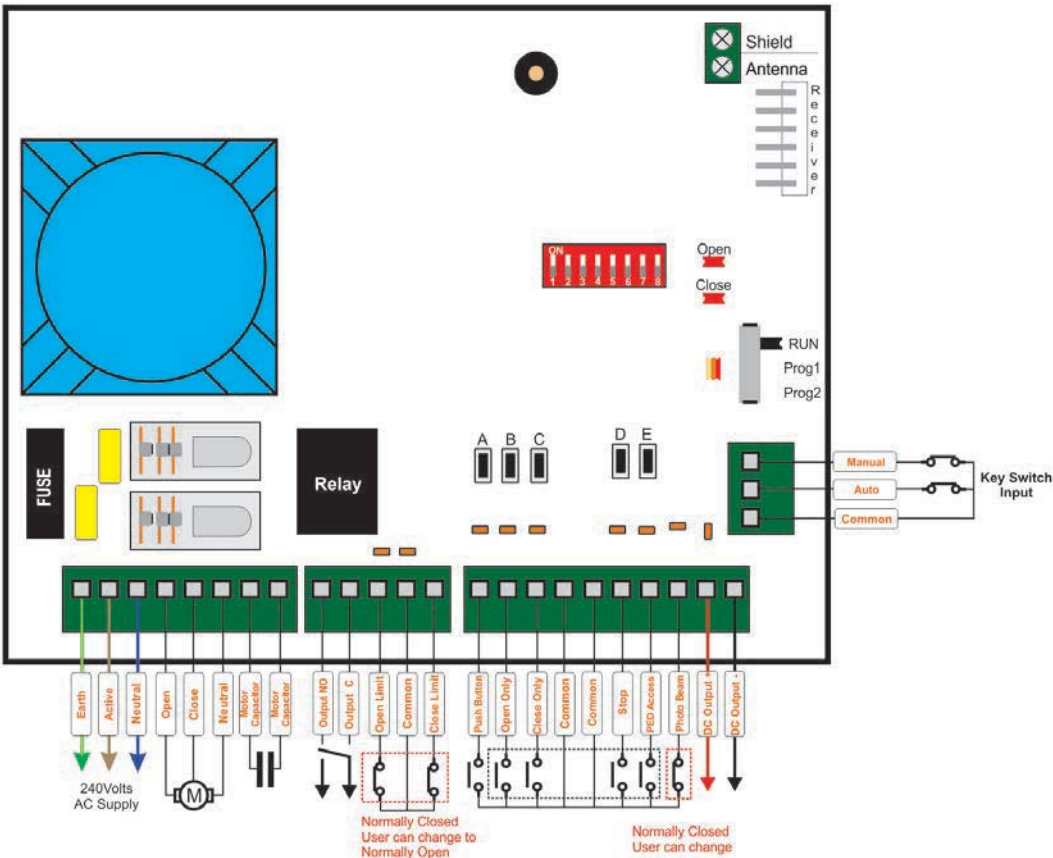 Shield
Antenna
Receiver
ON
1 2 3 4 5 6 7 8
Open
Close
RUN
Prog1
Prog2
FUSE
Relay
A B C
D E
Manual
Auto
Common
Key Switch
Input
Earth
Active
Neutral
Open
Close
Neutral
Motor
Capacitor
Motor
Capacitor
Output NO
Output C
Open Limit
Common
Close Limit
Push Button
Open Only
Close Only
Common
Common
Stop
PED Access
Photo Beam
DC Output +
DC Output -
240Volts
AC Supply
M
Normally Closed
User can change to
Normally Open
Normally Closed
User can change